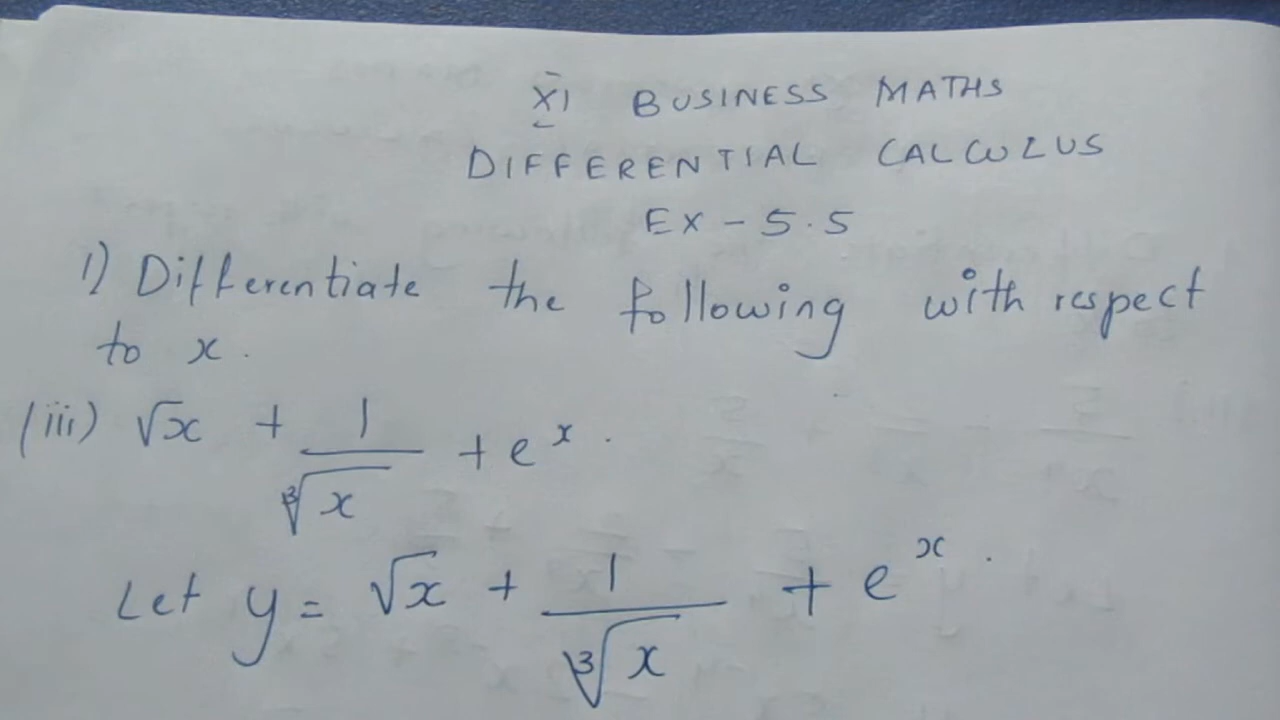 XI BUSINESS MATHS
DIFFERENTIAL CALCULUS
EX - 5.5
1) Differentiate the following with respect
to x.
(iii) √x + 1/∛x + e^x.
Let y = √x + 1/∛x + e^x.